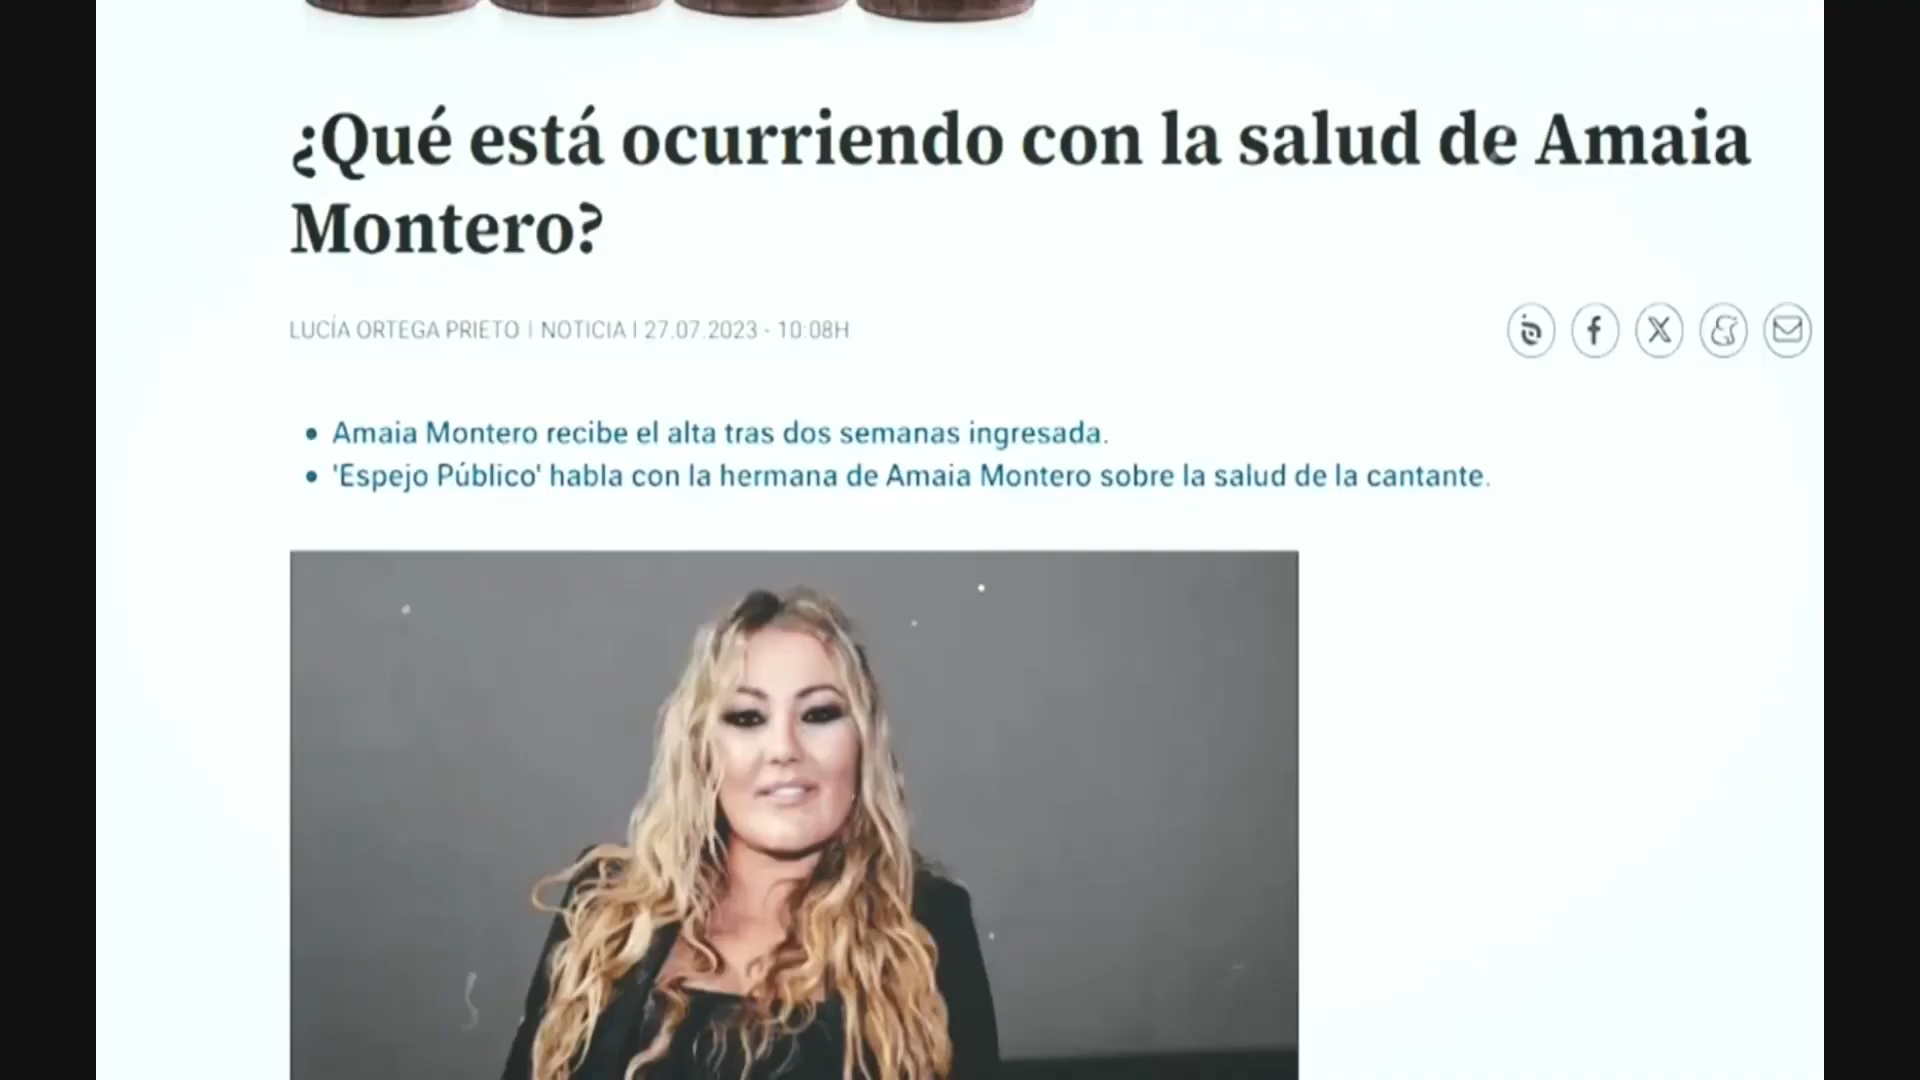 ¿Qué está ocurriendo con la salud de Amaia
Montero?
LUCÍA ORTEGA PRIETO | NOTICIA | 27.07.2023 - 10:08H
Amaia Montero recibe el alta tras dos semanas ingresada.
'Espejo Público' habla con la hermana de Amaia Montero sobre la salud de la cantante.